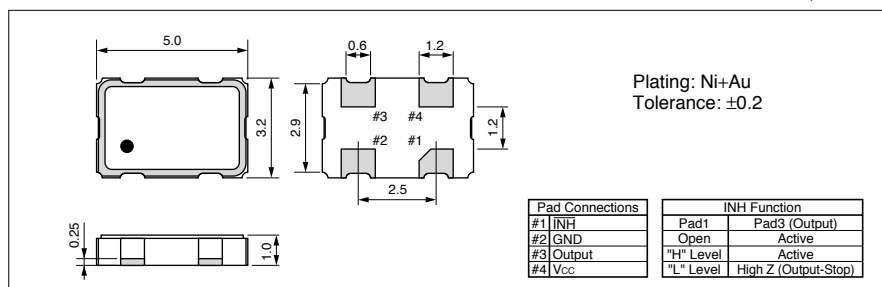 5.0
3.2
0.25
1.0
0.6
1.2
2.9
#3 #4
#2 #1
1.2
2.5
Plating: Ni+Au
Tolerance: ±0.2
Pad Connections
#1 INH
#2 GND
#3 Output
#4 Vcc
INH Function
Pad1 Pad3 (Output)
Open Active
"H" Level Active
"L" Level High Z (Output-Stop)